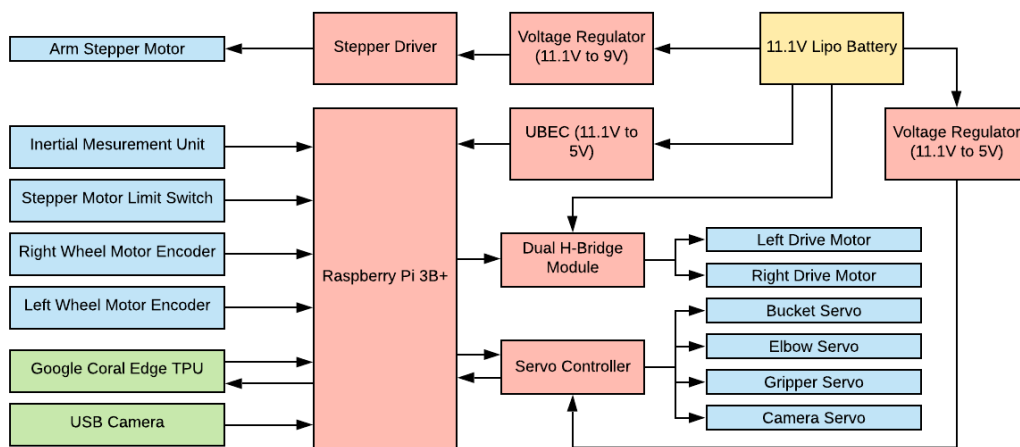 Arm Stepper Motor
Stepper Driver
Voltage Regulator
(11.1V to 9V)
11.1V Lipo Battery
Inertial Mesurement Unit
UBEC (11.1V to
5V)
Voltage Regulator
(11.1V to 5V)
Stepper Motor Limit Switch
Right Wheel Motor Encoder
Raspberry Pi 3B+
Dual H-Bridge
Module
Left Drive Motor
Right Drive Motor
Left Wheel Motor Encoder
Bucket Servo
Elbow Servo
Google Coral Edge TPU
Servo Controller
Gripper Servo
USB Camera
Camera Servo